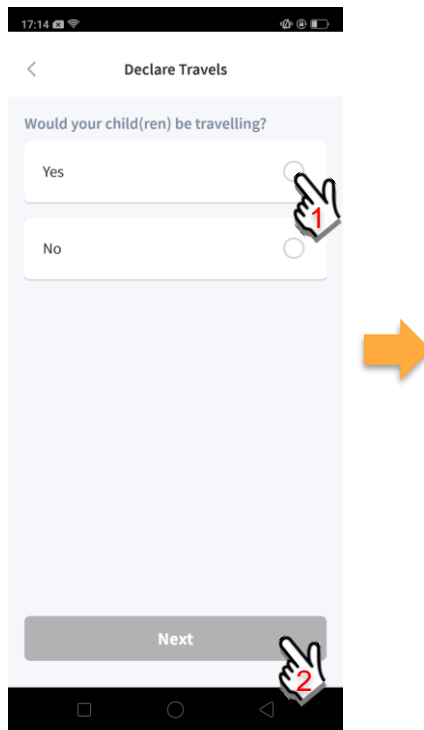 17:14
Declare Travels
Would your child(ren) be travelling?
Yes
1
No
Next
2